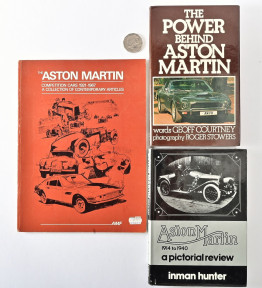 THE ASTON MARTIN
COMPETITION CARS 1921-1967
A COLLECTION OF CONTEMPORARY ARTICLES
THE
POWER
BEHIND
ASTON
MARTIN
words GEOFF COURTNEY
photography ROGER STOWERS
Aston Martin
1914 to 1940
a pictorial review
inman hunter